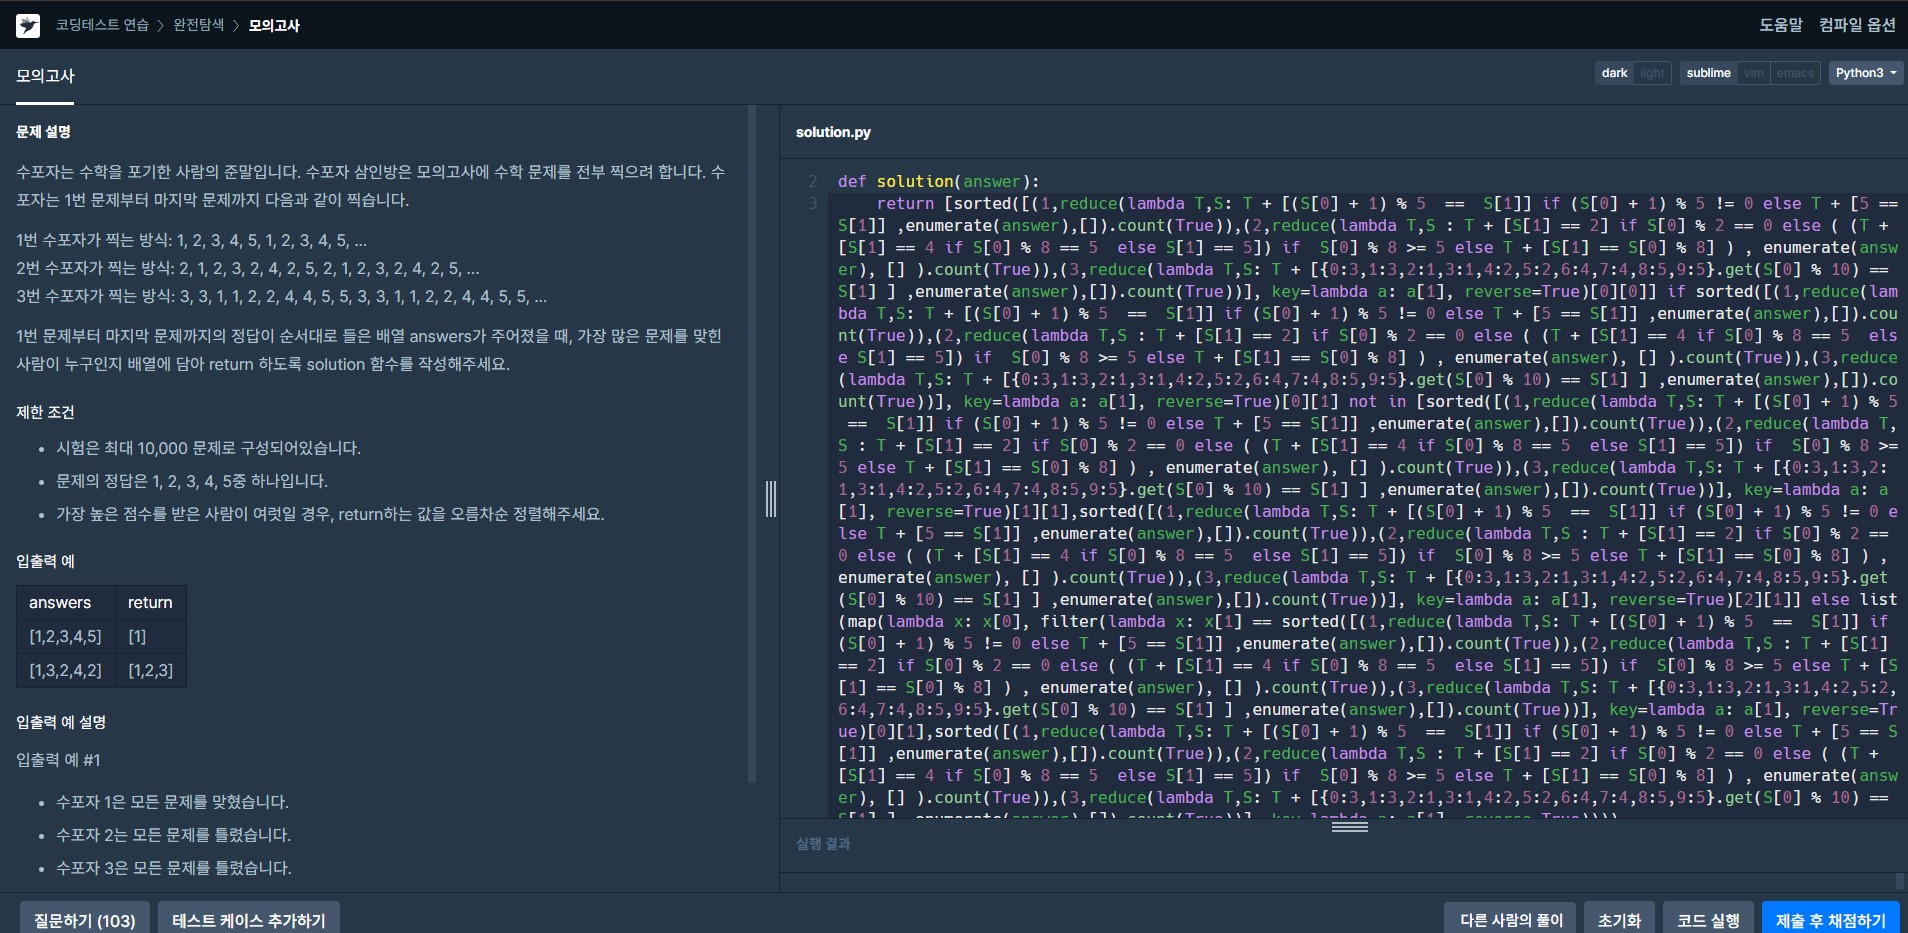 코딩테스트 연습 > 완전탐색 > 모의고사
도움말 컴파일 옵션
모의고사
dark light sublime vim emacs Python3
문제 설명
수포자는 수학을 포기한 사람의 준말입니다. 수포자 삼인방은 모의고사에 수학 문제를 전부 찍으려 합니다. 수
포자는 1번 문제부터 마지막 문제까지 다음과 같이 찍습니다.
1번 수포자가 찍는 방식: 1, 2, 3, 4, 5, 1, 2, 3, 4, 5, ...
2번 수포자가 찍는 방식: 2, 1, 2, 3, 2, 4, 2, 5, 2, 1, 2, 3, 2, 4, 2, 5, ...
3번 수포자가 찍는 방식: 3, 3, 1, 1, 2, 2, 4, 4, 5, 5, 3, 3, 1, 1, 2, 2, 4, 4, 5, 5, ...
1번 문제부터 마지막 문제까지의 정답이 순서대로 들은 배열 answers가 주어졌을 때, 가장 많은 문제를 맞힌
사람이 누구인지 배열에 담아 return 하도록 solution 함수를 작성해주세요.
제한 조건
• 시험은 최대 10,000 문제로 구성되어있습니다.
• 문제의 정답은 1, 2, 3, 4, 5중 하나입니다.
• 가장 높은 점수를 받은 사람이 여럿일 경우, return하는 값을 오름차순 정렬해주세요.
입출력 예
answers return
[1,2,3,4,5] [1]
[1,3,2,4,2] [1,2,3]
입출력 예 설명
입출력 예 #1
• 수포자 1은 모든 문제를 맞혔습니다.
• 수포자 2는 모든 문제를 틀렸습니다.
• 수포자 3은 모든 문제를 틀렸습니다.
solution.py
2 def solution(answer):
3 return [sorted([(1,reduce(lambda T,S: T + [(S[0] + 1) % 5  ==  S[1]] if (S[0] + 1) % 5 != 0 else T + [5 ==
S[1]] ,enumerate(answer),[]).count(True)),(2,reduce(lambda T,S : T + [S[1] == 2] if S[0] % 2 == 0 else ( (T +
[S[1] == 4 if S[0] % 8 == 5  else S[1] == 5]) if  S[0] % 8 >= 5 else T + [S[1] == S[0] % 8] ) , enumerate(answ
er), [] ).count(True)),(3,reduce(lambda T,S: T + [{0:3,1:3,2:1,3:1,4:2,5:2,6:4,7:4,8:5,9:5}.get(S[0] % 10) ==
S[1] ] ,enumerate(answer),[]).count(True))], key=lambda a: a[1], reverse=True)[0][0]] if sorted([(1,reduce(lam
bda T,S: T + [(S[0] + 1) % 5  ==  S[1]] if (S[0] + 1) % 5 != 0 else T + [5 == S[1]] ,enumerate(answer),[]).cou
nt(True)),(2,reduce(lambda T,S : T + [S[1] == 2] if S[0] % 2 == 0 else ( (T + [S[1] == 4 if S[0] % 8 == 5  els
e S[1] == 5]) if  S[0] % 8 >= 5 else T + [S[1] == S[0] % 8] ) , enumerate(answer), [] ).count(True)),(3,reduce
(lambda T,S: T + [{0:3,1:3,2:1,3:1,4:2,5:2,6:4,7:4,8:5,9:5}.get(S[0] % 10) == S[1] ] ,enumerate(answer),[]).co
unt(True))], key=lambda a: a[1], reverse=True)[0][1] not in [sorted([(1,reduce(lambda T,S: T + [(S[0] + 1) % 5
==  S[1]] if (S[0] + 1) % 5 != 0 else T + [5 == S[1]] ,enumerate(answer),[]).count(True)),(2,reduce(lambda T,
S : T + [S[1] == 2] if S[0] % 2 == 0 else ( (T + [S[1] == 4 if S[0] % 8 == 5  else S[1] == 5]) if  S[0] % 8 >=
5 else T + [S[1] == S[0] % 8] ) , enumerate(answer), [] ).count(True)),(3,reduce(lambda T,S: T + [{0:3,1:3,2:
1,3:1,4:2,5:2,6:4,7:4,8:5,9:5}.get(S[0] % 10) == S[1] ] ,enumerate(answer),[]).count(True))], key=lambda a: a
[1], reverse=True)[1][1],sorted([(1,reduce(lambda T,S: T + [(S[0] + 1) % 5  ==  S[1]] if (S[0] + 1) % 5 != 0 e
lse T + [5 == S[1]] ,enumerate(answer),[]).count(True)),(2,reduce(lambda T,S : T + [S[1] == 2] if S[0] % 2 ==
0 else ( (T + [S[1] == 4 if S[0] % 8 == 5  else S[1] == 5]) if  S[0] % 8 >= 5 else T + [S[1] == S[0] % 8] ) ,
enumerate(answer), [] ).count(True)),(3,reduce(lambda T,S: T + [{0:3,1:3,2:1,3:1,4:2,5:2,6:4,7:4,8:5,9:5}.get
(S[0] % 10) == S[1] ] ,enumerate(answer),[]).count(True))], key=lambda a: a[1], reverse=True)[2][1]] else list
(map(lambda x: x[0], filter(lambda x: x[1] == sorted([(1,reduce(lambda T,S: T + [(S[0] + 1) % 5  ==  S[1]] if
(S[0] + 1) % 5 != 0 else T + [5 == S[1]] ,enumerate(answer),[]).count(True)),(2,reduce(lambda T,S : T + [S[1]
== 2] if S[0] % 2 == 0 else ( (T + [S[1] == 4 if S[0] % 8 == 5  else S[1] == 5]) if  S[0] % 8 >= 5 else T + [S
[1] == S[0] % 8] ) , enumerate(answer), [] ).count(True)),(3,reduce(lambda T,S: T + [{0:3,1:3,2:1,3:1,4:2,5:2,
6:4,7:4,8:5,9:5}.get(S[0] % 10) == S[1] ] ,enumerate(answer),[]).count(True))], key=lambda a: a[1], reverse=Tr
ue)[0][1],sorted([(1,reduce(lambda T,S: T + [(S[0] + 1) % 5  ==  S[1]] if (S[0] + 1) % 5 != 0 else T + [5 == S
[1]] ,enumerate(answer),[]).count(True)),(2,reduce(lambda T,S : T + [S[1] == 2] if S[0] % 2 == 0 else ( (T +
[S[1] == 4 if S[0] % 8 == 5  else S[1] == 5]) if  S[0] % 8 >= 5 else T + [S[1] == S[0] % 8] ) , enumerate(answ
er), [] ).count(True)),(3,reduce(lambda T,S: T + [{0:3,1:3,2:1,3:1,4:2,5:2,6:4,7:4,8:5,9:5}.get(S[0] % 10) ==
S[1] ] ,enumerate(answer),[]).count(True))], key=lambda a: a[1], reverse=True))))
실행 결과
질문하기 (103) 테스트 케이스 추가하기
다른 사람의 풀이 초기화 코드 실행 제출 후 채점하기